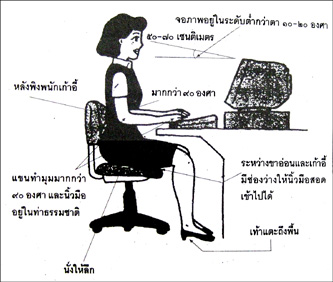 จอภาพอยู่ในระดับต่ำกว่าตา ๑๐-๒๐ องศา
๕๐-๗๐ เซนติเมตร
หลังพิงพนักเก้าอี้
มากกว่า ๙๐ องศา
ระหว่างขาอ่อนและเก้าอี้
มีช่องว่างให้นิ้วมือสอด
เข้าไปได้
แขนทำมุมมากกว่า
๙๐ องศา และนิ้วมือ
อยู่ในท่าธรรมชาติ
เท้าแตะถึงพื้น
นั่งให้ลึก